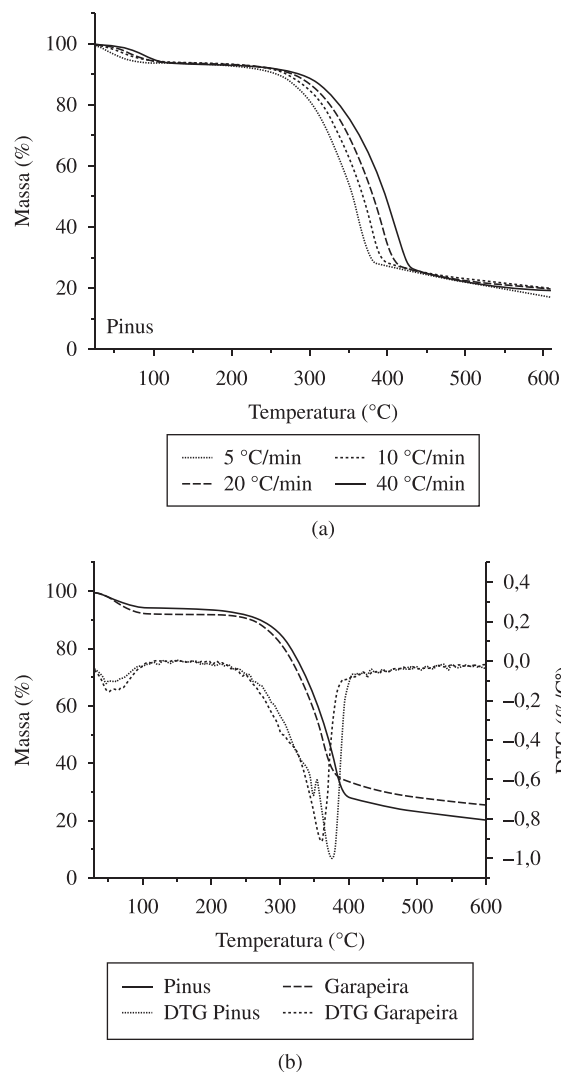 100
80
60
40
20
0
Massa (%)
Pinus
100 200 300 400 500 600
Temperatura (°C)
5 °C/min 10 °C/min
20 °C/min 40 °C/min
(a)
100
80
60
40
20
0
Massa (%)
0,4
0,2
0,0
−0,2
−0,4
−0,6
−0,8
−1,0
DTG (%/C°)
100 200 300 400 500 600
Temperatura (°C)
Pinus Garapeira
DTG Pinus DTG Garapeira
(b)